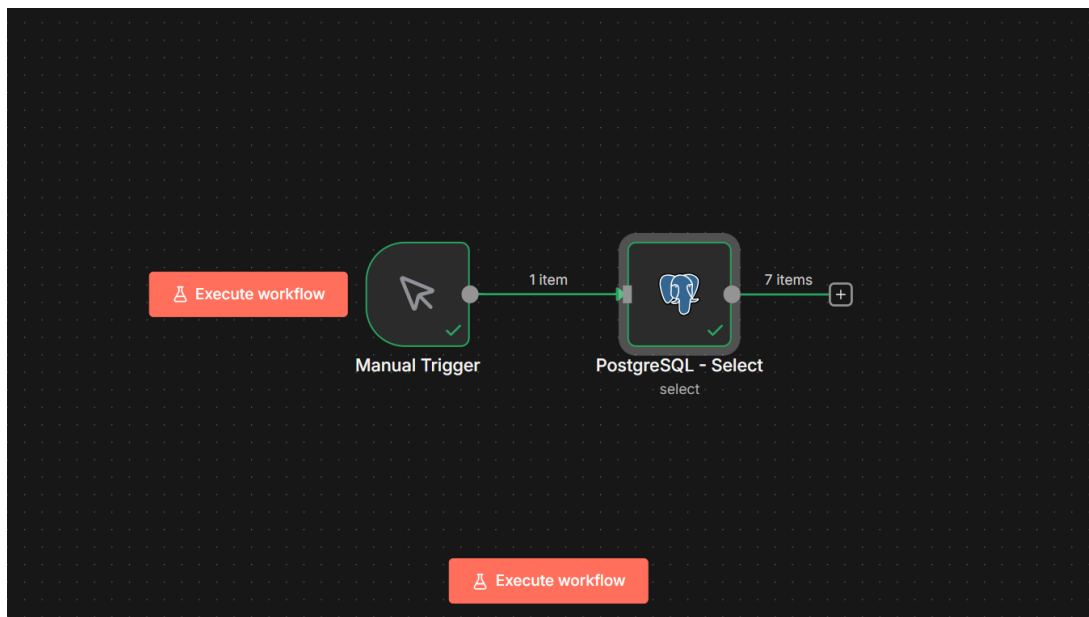 1 item
7 items
Execute workflow
Manual Trigger
PostgreSQL - Select
select
Execute workflow